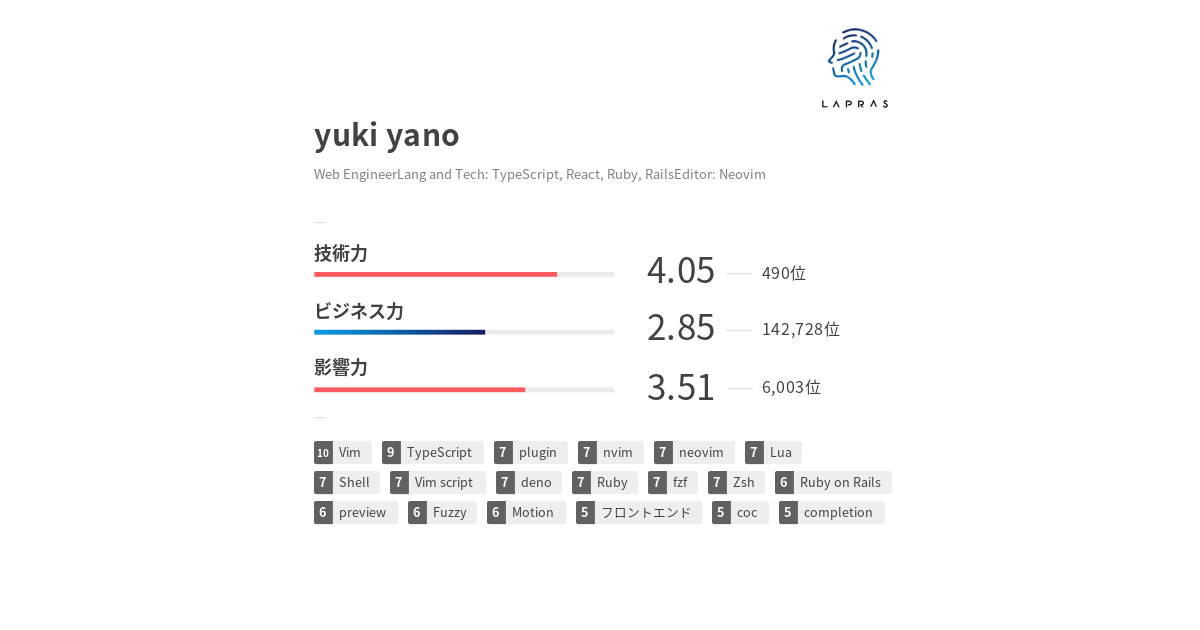 LAPRAS
yuki yano
Web EngineerLang and Tech: TypeScript, React, Ruby, RailsEditor: Neovim
技術力 4.05 490位
ビジネス力 2.85 142,728位
影響力 3.51 6,003位
10 Vim 9 TypeScript 7 plugin 7 nvim 7 neovim 7 Lua
7 Shell 7 Vim script 7 deno 7 Ruby 7 fzf 7 Zsh 6 Ruby on Rails
6 preview 6 Fuzzy 6 Motion 5 フロントエンド 5 coc 5 completion